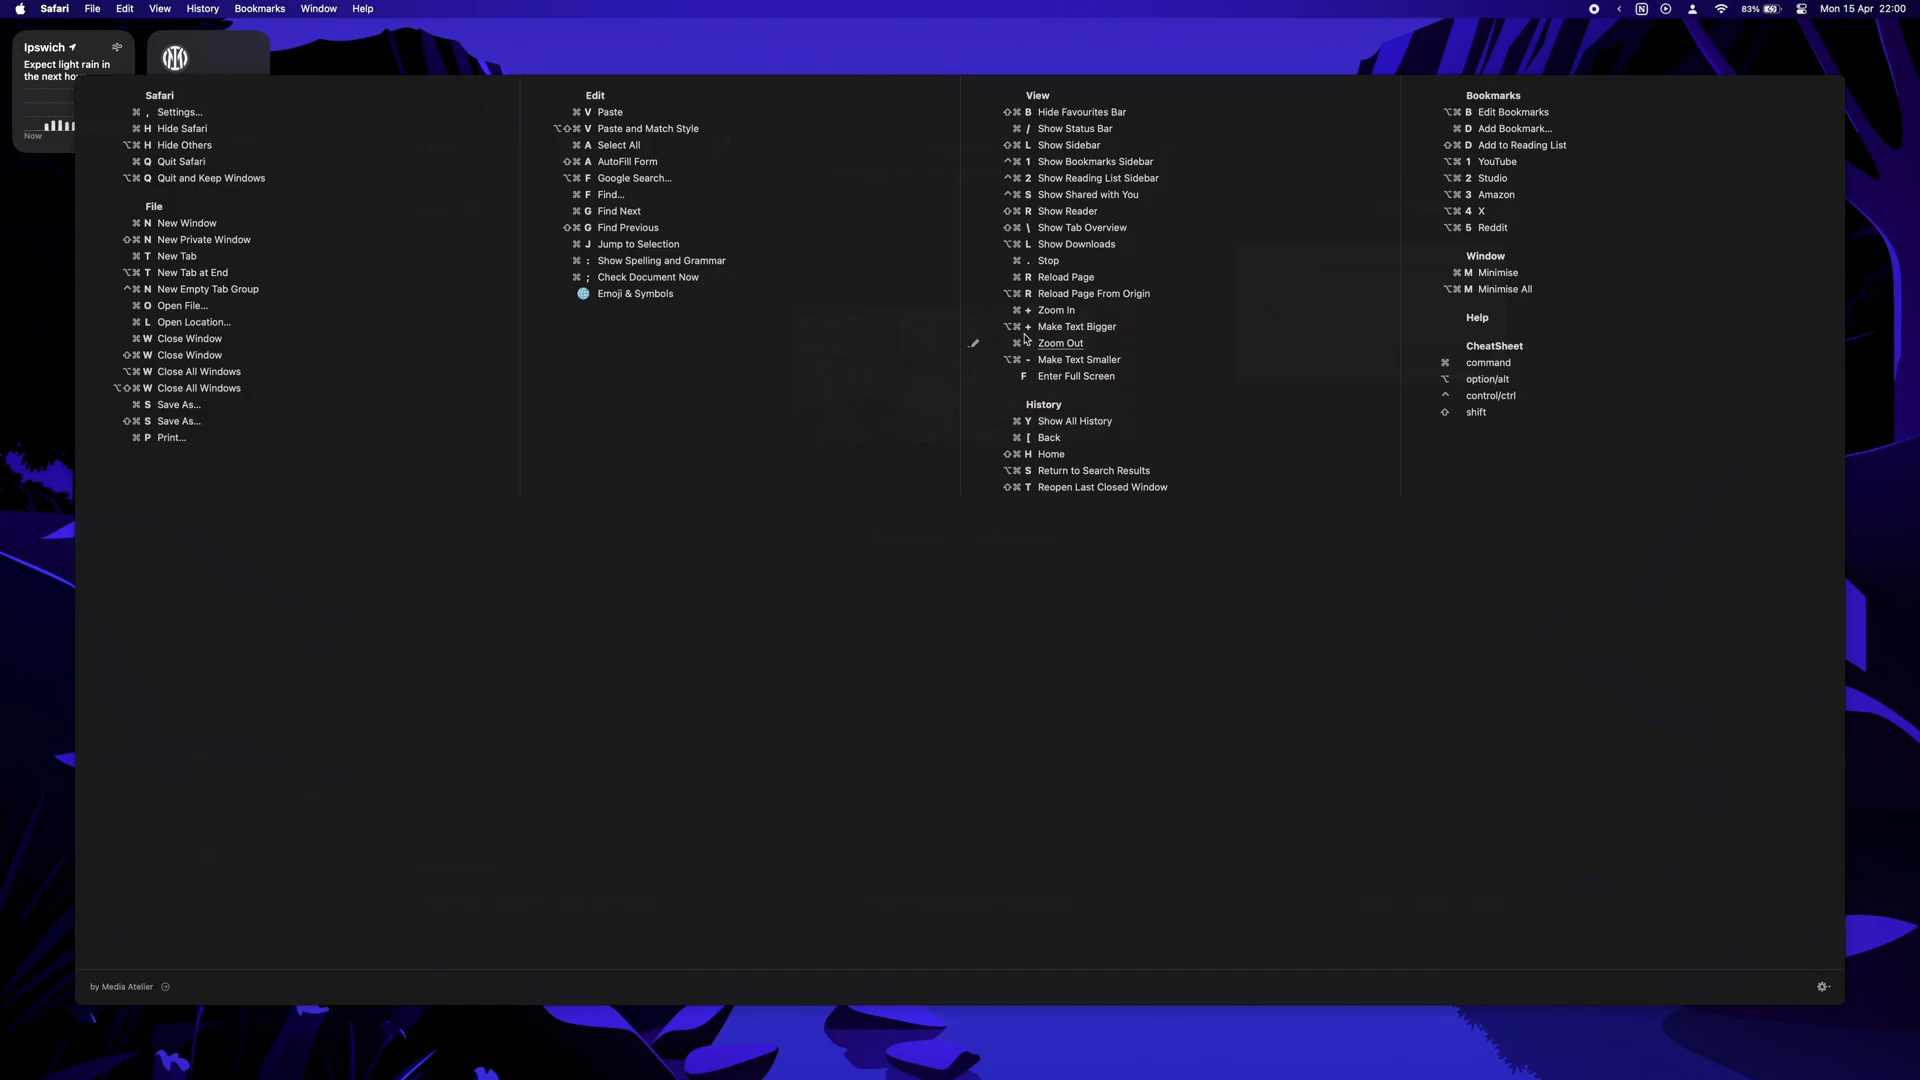 Safari File Edit View History Bookmarks Window Help
83% Mon 15 Apr 22:00
Ipswich
Expect light rain in
the next ho
Now
Safari
⌘ , Settings...
⌘ H Hide Safari
⌥⌘ H Hide Others
⌘ Q Quit Safari
⌥⌘ Q Quit and Keep Windows
File
⌘ N New Window
⇧⌘ N New Private Window
⌘ T New Tab
⌥⌘ T New Tab at End
^⌘ N New Empty Tab Group
⌘ O Open File...
⌘ L Open Location...
⌘ W Close Window
⇧⌘ W Close Window
⌥⌘ W Close All Windows
⌥⇧⌘ W Close All Windows
⌘ S Save As...
⇧⌘ S Save As...
⌘ P Print...
Edit
⌘ V Paste
⌥⇧⌘ V Paste and Match Style
⌘ A Select All
⇧⌘ A AutoFill Form
⌥⌘ F Google Search...
⌘ F Find...
⌘ G Find Next
⇧⌘ G Find Previous
⌘ J Jump to Selection
⌘ : Show Spelling and Grammar
⌘ ; Check Document Now
Emoji & Symbols
View
⇧⌘ B Hide Favourites Bar
⌘ / Show Status Bar
⇧⌘ L Show Sidebar
^⌘ 1 Show Bookmarks Sidebar
^⌘ 2 Show Reading List Sidebar
^⌘ S Show Shared with You
⇧⌘ R Show Reader
⇧⌘ \ Show Tab Overview
⌥⌘ L Show Downloads
⌘ . Stop
⌘ R Reload Page
⌥⌘ R Reload Page From Origin
⌘ + Zoom In
⌥⌘ + Make Text Bigger
⌘ Zoom Out
⌥⌘ - Make Text Smaller
F Enter Full Screen
History
⌘ Y Show All History
⌘ [ Back
⇧⌘ H Home
⌥⌘ S Return to Search Results
⇧⌘ T Reopen Last Closed Window
Bookmarks
⌥⌘ B Edit Bookmarks
⌘ D Add Bookmark...
⇧⌘ D Add to Reading List
⌥⌘ 1 YouTube
⌥⌘ 2 Studio
⌥⌘ 3 Amazon
⌥⌘ 4 X
⌥⌘ 5 Reddit
Window
⌘ M Minimise
⌥⌘ M Minimise All
Help
CheatSheet
⌘ command
⌥ option/alt
^ control/ctrl
⇧ shift
by Media Atelier